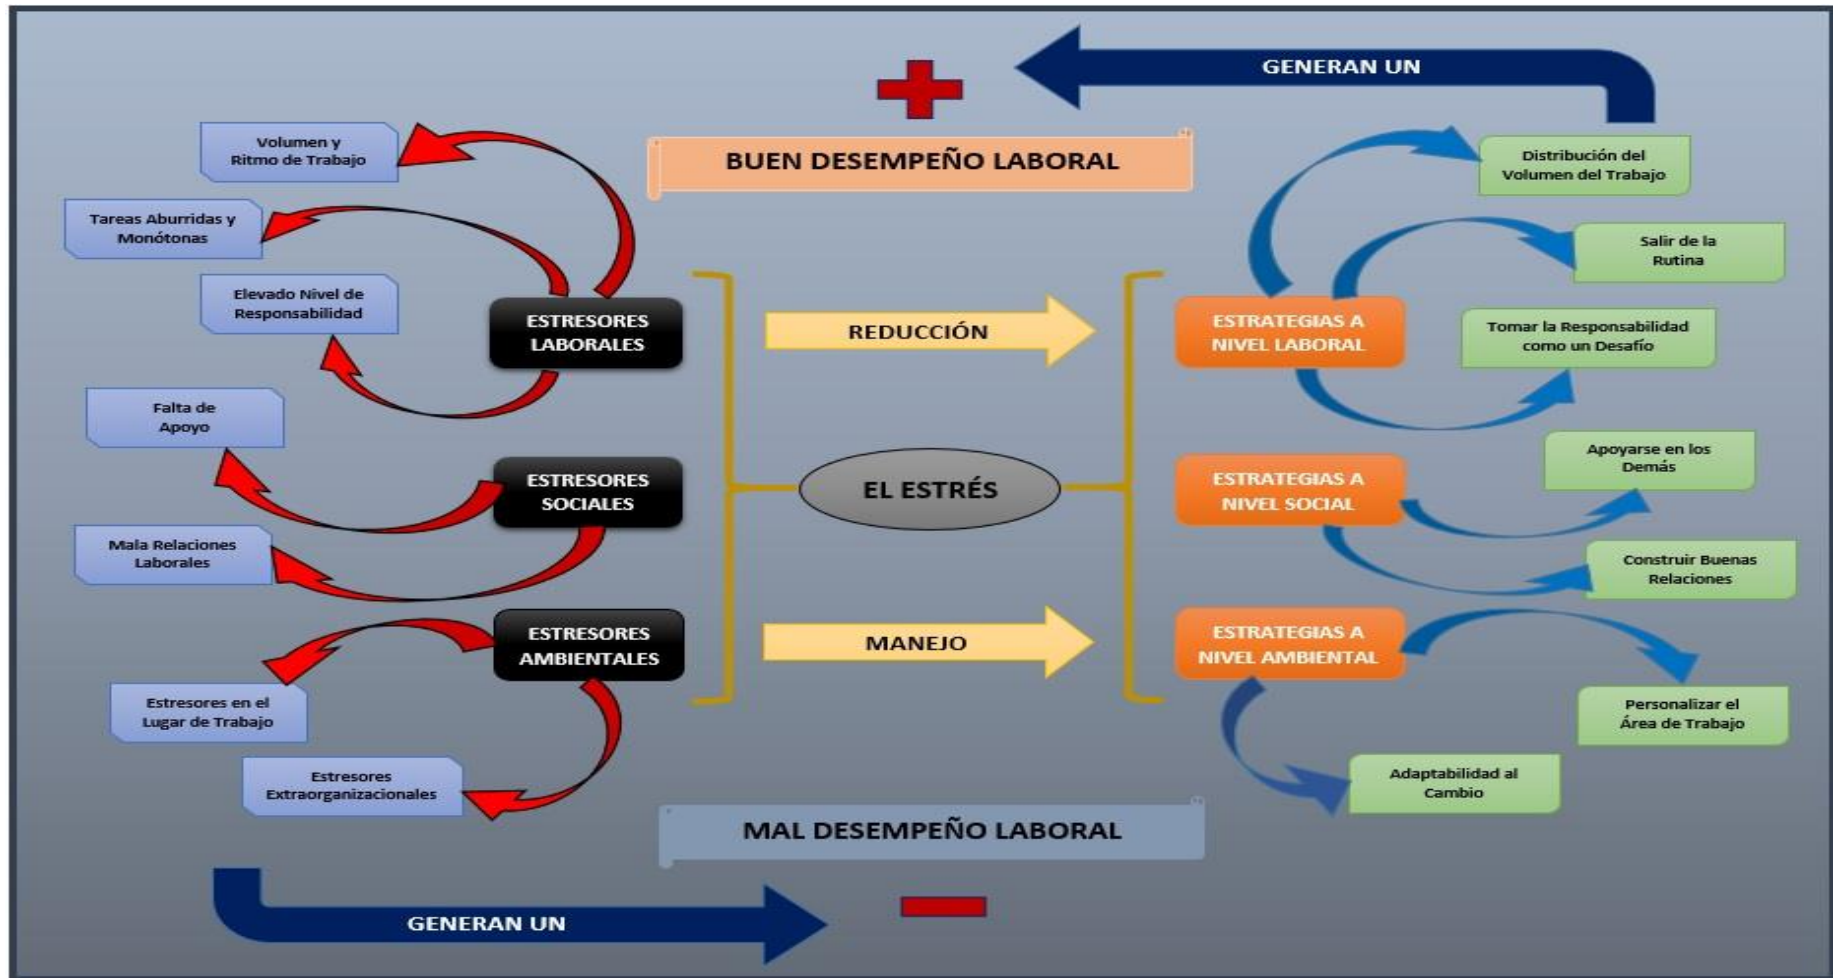 GENERAN UN
BUEN DESEMPEÑO LABORAL
Volumen y
Ritmo de Trabajo
Tareas Aburridas y
Monótonas
Elevado Nivel de
Responsabilidad
ESTRESORES
LABORALES
Falta de
Apoyo
ESTRESORES
SOCIALES
Mala Relaciones
Laborales
ESTRESORES
AMBIENTALES
Estresores en el
Lugar de Trabajo
Estresores
Extraorganizacionales
REDUCCIÓN
EL ESTRÉS
MANEJO
ESTRATEGIAS A
NIVEL LABORAL
Distribución del
Volumen del Trabajo
Salir de la
Rutina
Tomar la Responsabilidad
como un Desafío
ESTRATEGIAS A
NIVEL SOCIAL
Apoyarse en los
Demás
Construir Buenas
Relaciones
ESTRATEGIAS A
NIVEL AMBIENTAL
Personalizar el
Área de Trabajo
Adaptabilidad al
Cambio
MAL DESEMPEÑO LABORAL
GENERAN UN